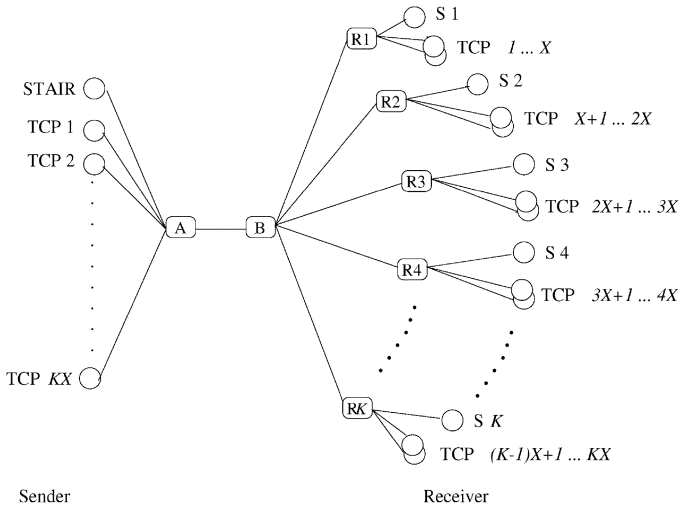 STAIR
TCP 1
TCP 2
TCP KX
A
B
R1
S 1
TCP 1 ... X
R2
S 2
TCP X+1 ... 2X
R3
S 3
TCP 2X+1 ... 3X
R4
S 4
TCP 3X+1 ... 4X
RK
S K
TCP (K-1)X+1 ... KX
Sender
Receiver